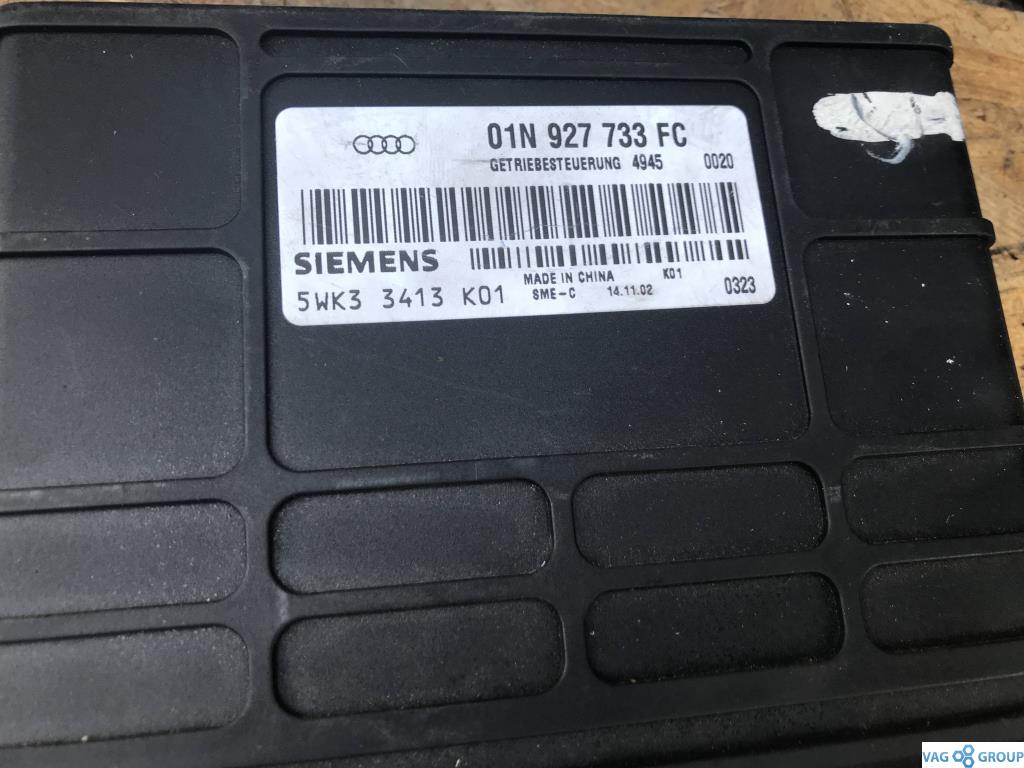 01N 927 733 FC
GETRIEBESTEUERUNG 4945 0020
SIEMENS
MADE IN CHINA K01
5WK3 3413 K01 SME-C 14.11.02 0323
VAG GROUP